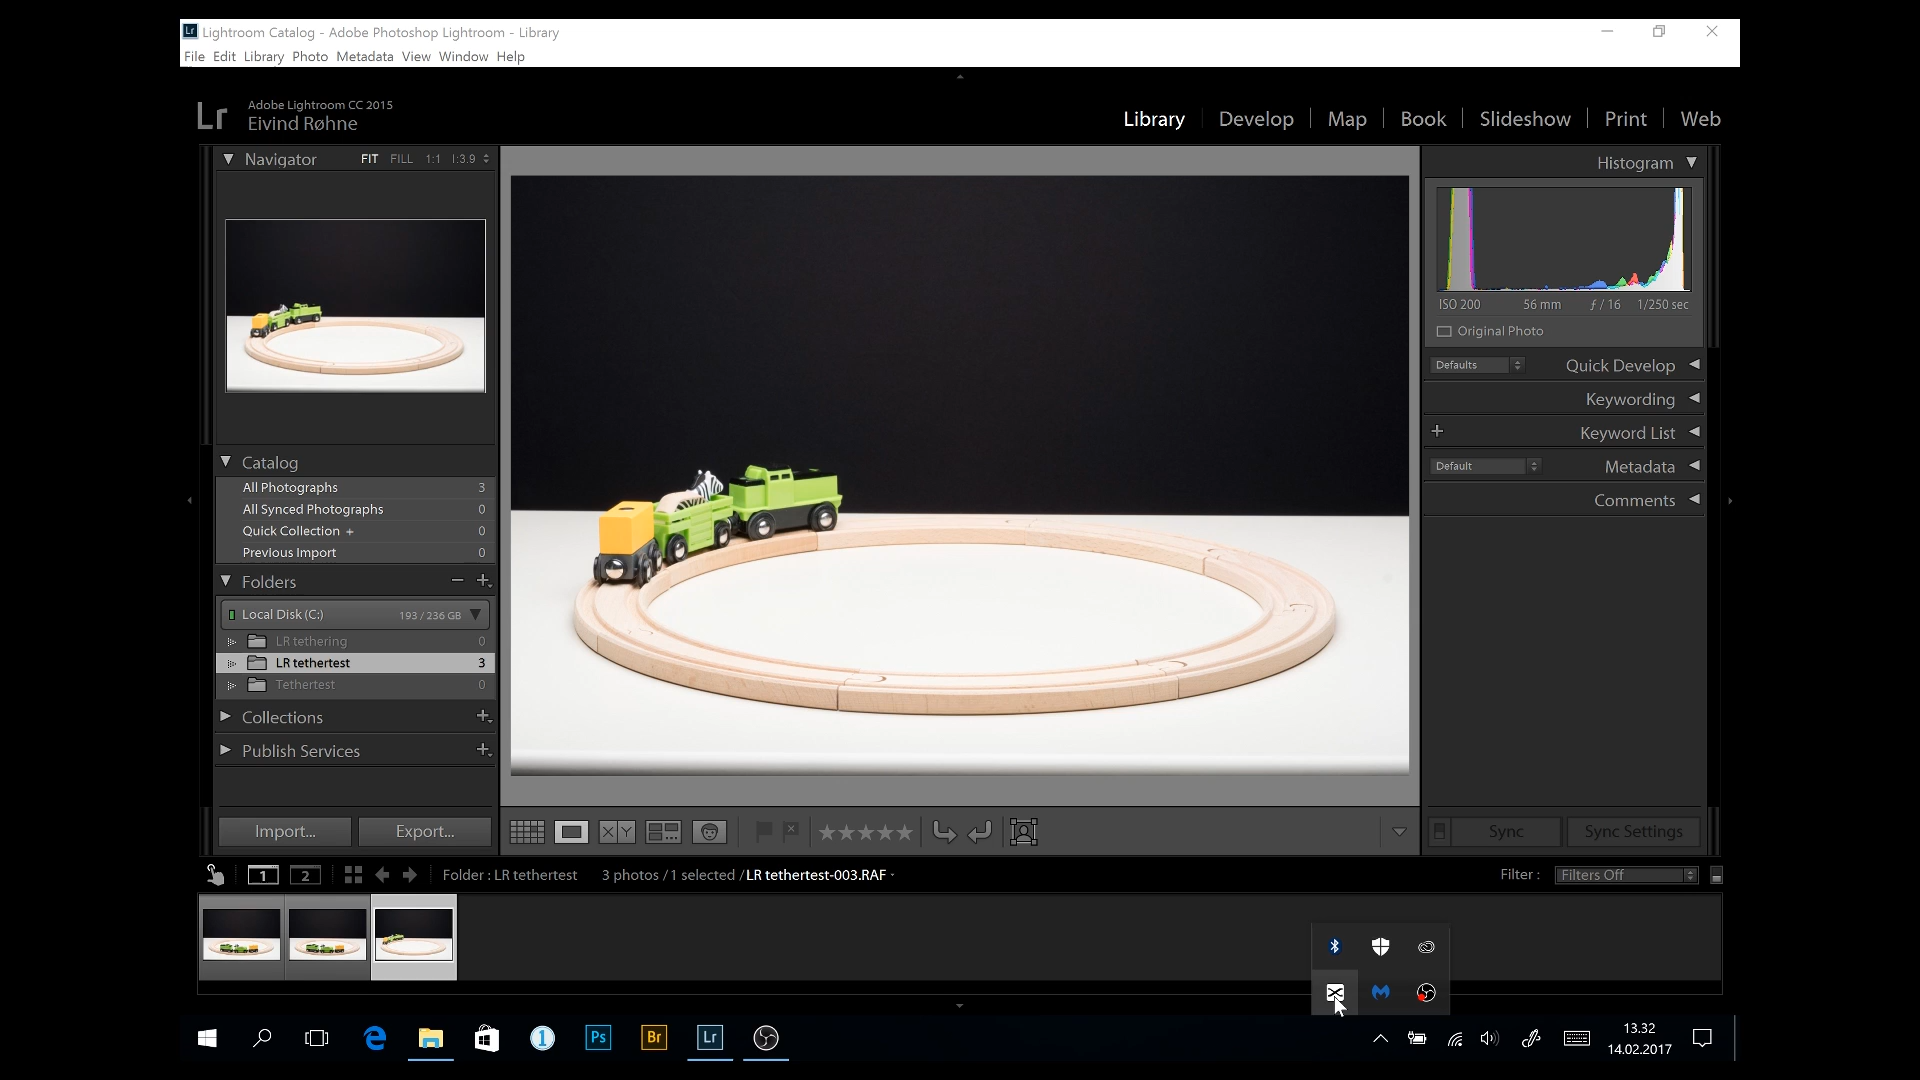 Lr Lightroom Catalog - Adobe Photoshop Lightroom - Library
File Edit Library Photo Metadata View Window Help
Lr
Adobe Lightroom CC 2015
Eivind Røhne
Library Develop Map Book Slideshow Print Web
Navigator FIT FILL 1:1 1:3.9
Catalog
All Photographs 3
All Synced Photographs 0
Quick Collection + 0
Previous Import 0
Folders
Local Disk (C:) 193 / 236 GB
LR tethering 0
LR tethertest 3
Tethertest 0
Collections
Publish Services
Import... Export...
Histogram
ISO 200 56 mm ƒ / 16 1/250 sec
Original Photo
Defaults Quick Develop
Keywording
Keyword List
Default Metadata
Comments
X Y
Sync Sync Settings
1 2 Folder : LR tethertest 3 photos / 1 selected / LR tethertest-003.RAF
Filter : Filters Off
1 Ps Br Lr
13.32
14.02.2017